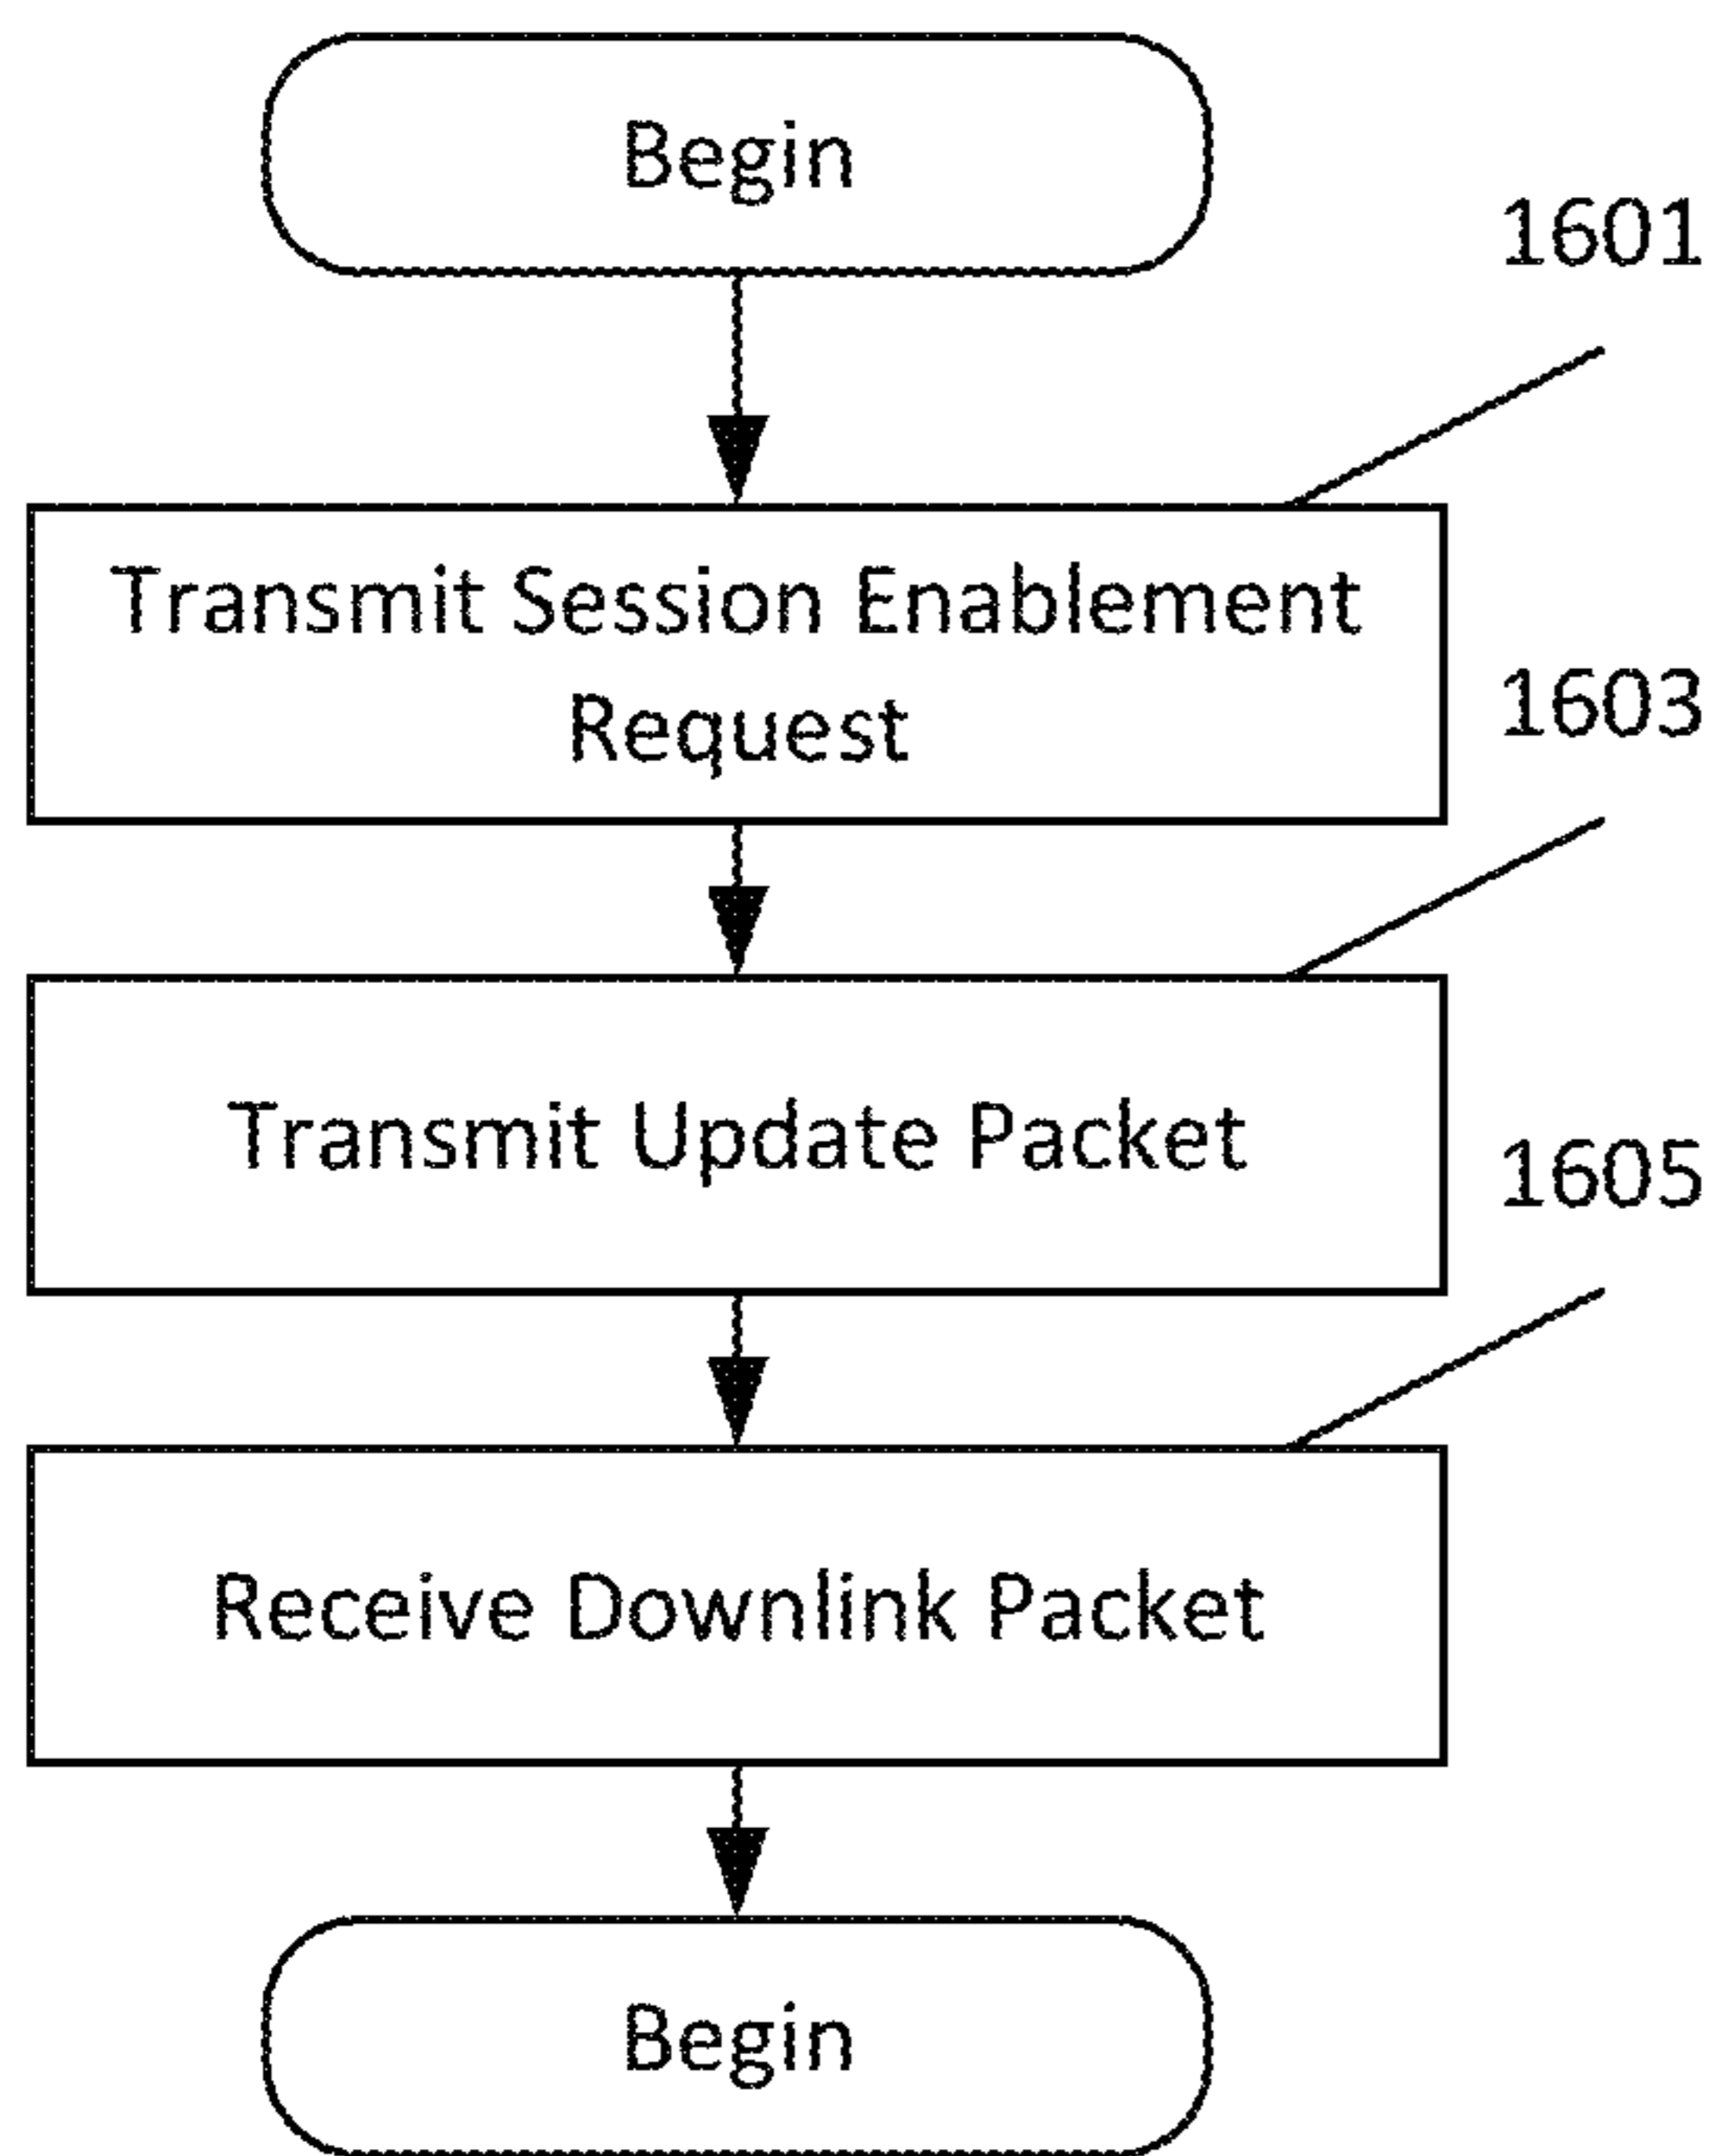 Begin
1601
Transmit Session Enablement
Request
1603
Transmit Update Packet
1605
Receive Downlink Packet
Begin